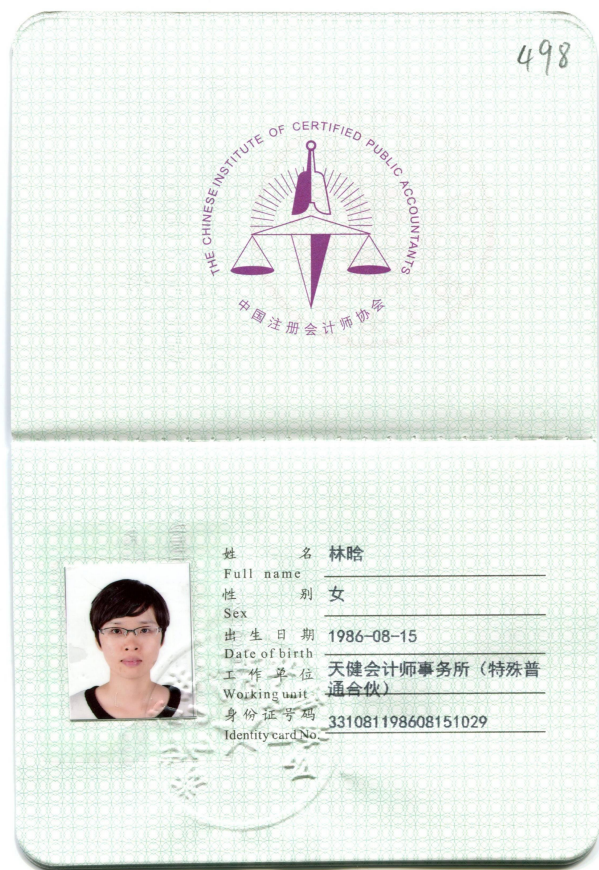 498
THE CHINESE INSTITUTE OF CERTIFIED PUBLIC ACCOUNTANTS
中国注册会计师协会
姓 名 林晗
Full name
性 别 女
Sex
出生日期 1986-08-15
Date of birth
工作单位 天健会计师事务所（特殊普
Working unit 通合伙）
身份证号码 331081198608151029
Identity card No.